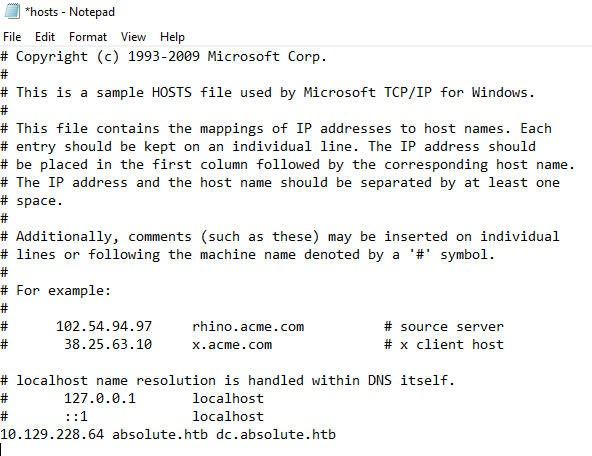 *hosts - Notepad
File Edit Format View Help
# Copyright (c) 1993-2009 Microsoft Corp.
#
# This is a sample HOSTS file used by Microsoft TCP/IP for Windows.
#
# This file contains the mappings of IP addresses to host names. Each
# entry should be kept on an individual line. The IP address should
# be placed in the first column followed by the corresponding host name.
# The IP address and the host name should be separated by at least one
# space.
#
# Additionally, comments (such as these) may be inserted on individual
# lines or following the machine name denoted by a '#' symbol.
#
# For example:
#
#      102.54.94.97     rhino.acme.com          # source server
#       38.25.63.10     x.acme.com              # x client host

# localhost name resolution is handled within DNS itself.
#       127.0.0.1       localhost
#       ::1             localhost
10.129.228.64 absolute.htb dc.absolute.htb